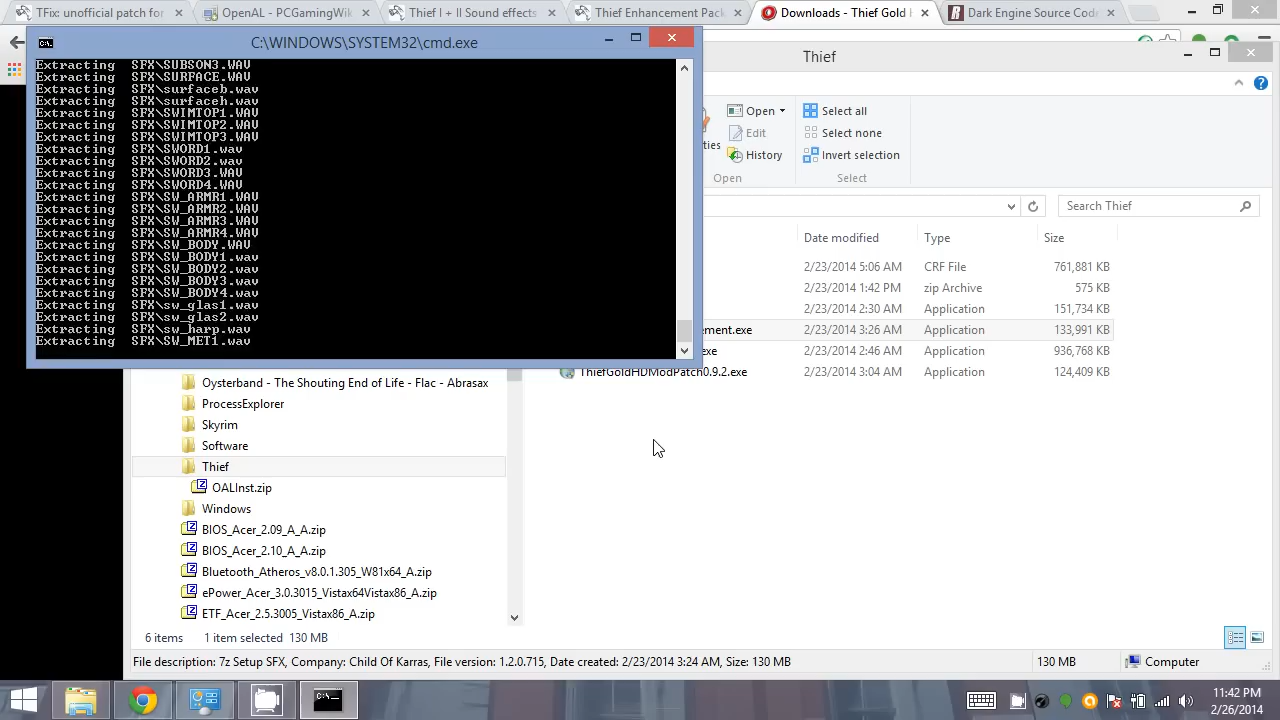 TFix: unofficial patch for
OpenAL - PCGamingWik
Thief I + II Sound effects
Thief Enhancement Pack
Downloads - Thief Gold H
Dark Engine Source Code
C:\WINDOWS\SYSTEM32\cmd.exe
Extracting SFX\SUBSON3.WAV
Extracting SFX\SURFACE.WAV
Extracting SFX\surfaceb.wav
Extracting SFX\surfaceh.wav
Extracting SFX\SWIMTOP1.WAV
Extracting SFX\SWIMTOP2.WAV
Extracting SFX\SWIMTOP3.WAV
Extracting SFX\SWORD1.wav
Extracting SFX\SWORD2.wav
Extracting SFX\SWORD3.WAV
Extracting SFX\SWORD4.WAV
Extracting SFX\SW_ARMR1.WAV
Extracting SFX\SW_ARMR2.WAV
Extracting SFX\SW_ARMR3.WAV
Extracting SFX\SW_ARMR4.WAV
Extracting SFX\SW_BODY.WAV
Extracting SFX\SW_BODY1.wav
Extracting SFX\SW_BODY2.wav
Extracting SFX\SW_BODY3.wav
Extracting SFX\SW_BODY4.wav
Extracting SFX\sw_glas1.wav
Extracting SFX\sw_glas2.wav
Extracting SFX\sw_harp.wav
Extracting SFX\SW_MET1.wav
Thief
Open
Edit
ties
History
Open
Select all
Select none
Invert selection
Select
Search Thief
Date modified Type Size
2/23/2014 5:06 AM CRF File 761,881 KB
2/23/2014 1:42 PM zip Archive 575 KB
2/23/2014 2:30 AM Application 151,734 KB
ement.exe 2/23/2014 3:26 AM Application 133,991 KB
exe 2/23/2014 2:46 AM Application 936,768 KB
ThiefGoldHDModPatch0.9.2.exe 2/23/2014 3:04 AM Application 124,409 KB
Oysterband - The Shouting End of Life - Flac - Abrasax
ProcessExplorer
Skyrim
Software
Thief
OALInst.zip
Windows
BIOS_Acer_2.09_A_A.zip
BIOS_Acer_2.10_A_A.zip
Bluetooth_Atheros_v8.0.1.305_W81x64_A.zip
ePower_Acer_3.0.3015_Vistax64Vistax86_A.zip
ETF_Acer_2.5.3005_Vistax86_A.zip
6 items 1 item selected 130 MB
File description: 7z Setup SFX, Company: Child Of Karras, File version: 1.2.0.715, Date created: 2/23/2014 3:24 AM, Size: 130 MB
130 MB
Computer
11:42 PM
2/26/2014